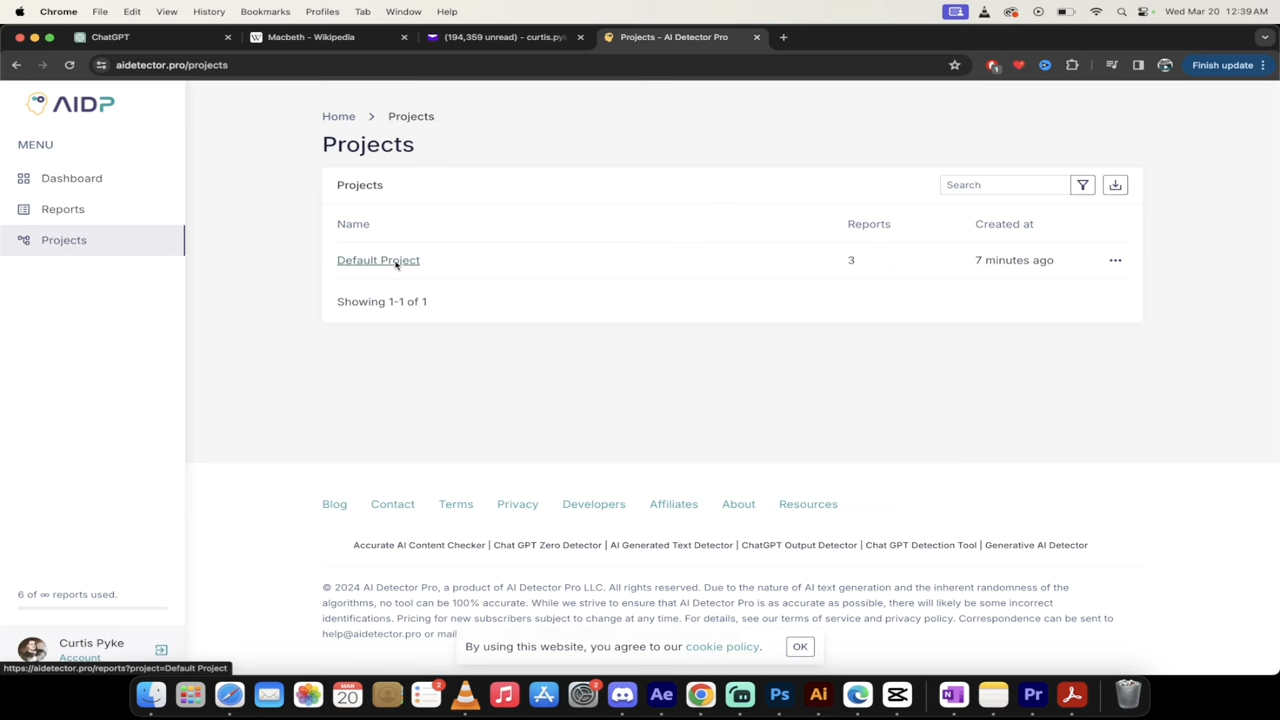 Chrome File Edit View History Bookmarks Profiles Tab Window Help Wed Mar 20 12:39 AM
ChatGPT Macbeth - Wikipedia (194,359 unread) - curtis.pyk Projects - AI Detector Pro
aidetector.pro/projects 1 Finish update
AIDP
MENU
Dashboard
Reports
Projects
Home > Projects
Projects
Projects Search
Name Reports Created at
Default Project 3 7 minutes ago
Showing 1-1 of 1
Blog Contact Terms Privacy Developers Affiliates About Resources
Accurate AI Content Checker | Chat GPT Zero Detector | AI Generated Text Detector | ChatGPT Output Detector | Chat GPT Detection Tool | Generative AI Detector
© 2024 AI Detector Pro, a product of AI Detector Pro LLC. All rights reserved. Due to the nature of AI text generation and the inherent randomness of the
algorithms, no tool can be 100% accurate. While we strive to ensure that AI Detector Pro is as accurate as possible, there will likely be some incorrect
identifications. Pricing for new subscribers subject to change at any time. For details, see our terms of service and privacy policy. Correspondence can be sent to
help@aidetector.pro or mail
By using this website, you agree to our cookie policy. OK
6 of ∞ reports used.
Curtis Pyke
Account
https://aidetector.pro/reports?project=Default Project
MAR
20
2
2
Ae
Ps
Ai
Pr